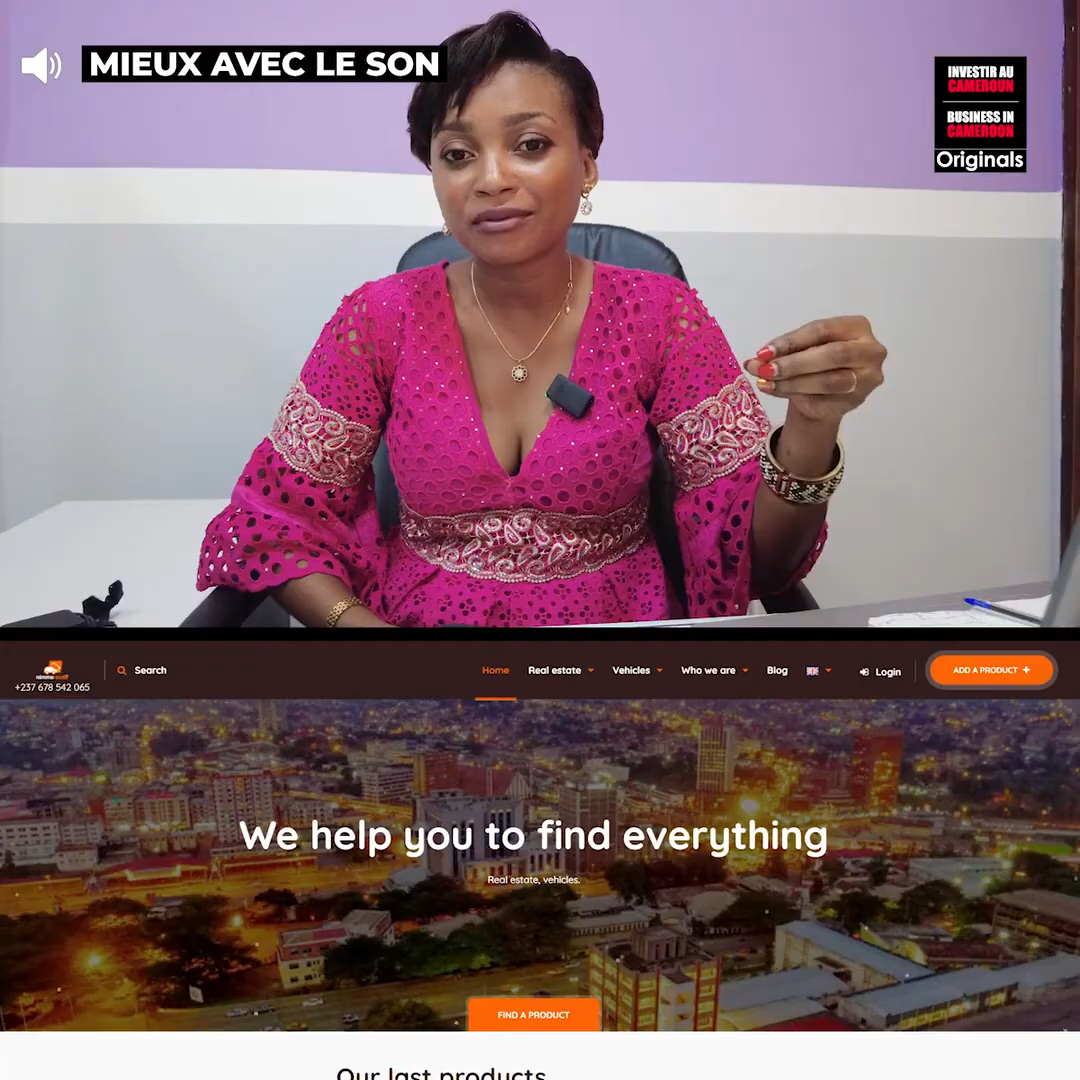 MIEUX AVEC LE SON
INVESTIR AU
CAMEROUN
BUSINESS IN
CAMEROON
Originals
+237 678 542 065
Search
Home
Real estate
Vehicles
Who we are
Blog
Login
ADD A PRODUCT +
We help you to find everything
Real estate, vehicles.
FIND A PRODUCT
Our last products